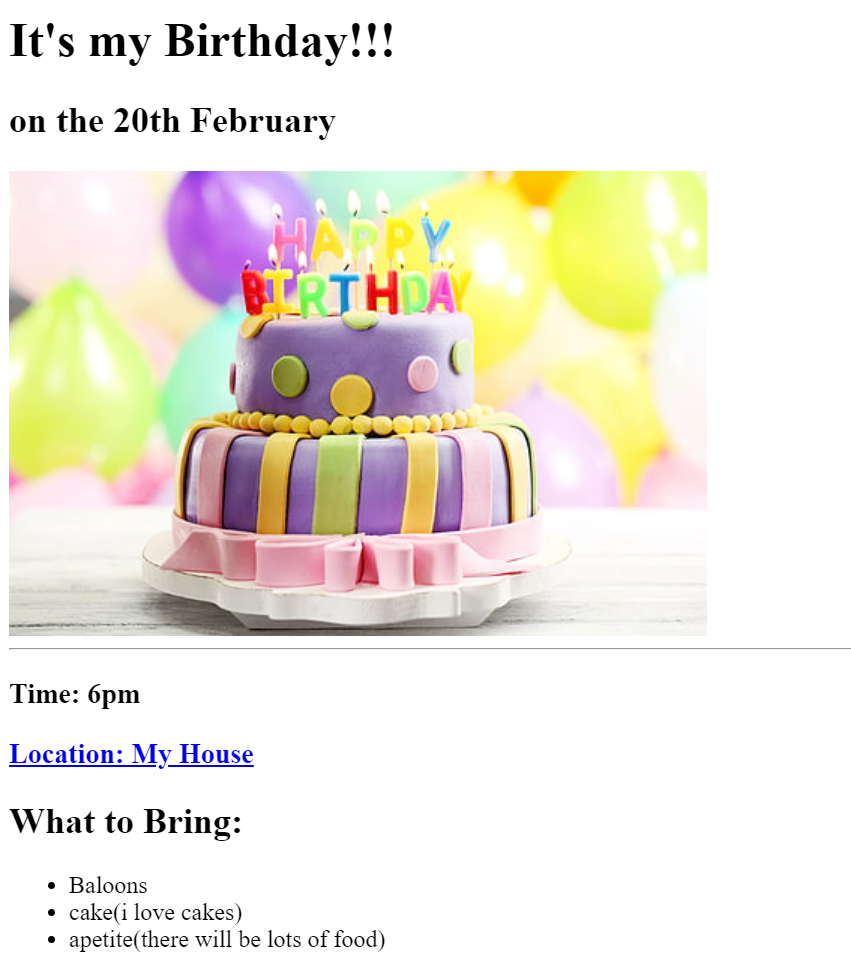 It's my Birthday!!!
on the 20th February
HAPPY
BIRTHDAY
Time: 6pm
Location: My House
What to Bring:
Baloons
cake(i love cakes)
apetite(there will be lots of food)